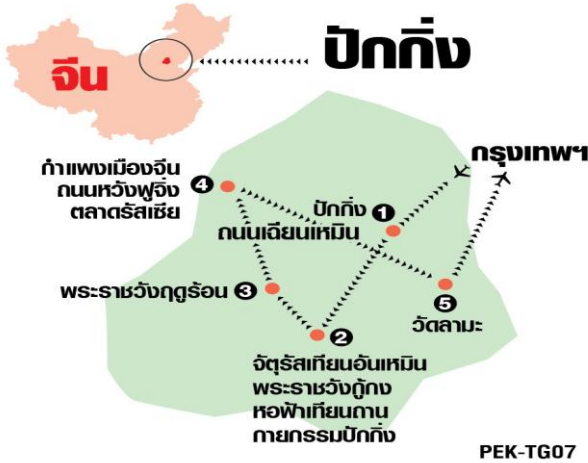 จีน
ปักกิ่ง
กรุงเทพฯ
กำแพงเมืองจีน
ถนนหวังฟูจิ่ง
ตลาดรัสเซีย
4
ปักกิ่ง 1
ถนนเฉียนเหมิน
พระราชวังฤดูร้อน 3
5
วัดลามะ
2
จัตุรัสเทียนอันเหมิน
พระราชวังกู้กง
หอฟ้าเทียนถาน
กายกรรมปักกิ่ง
PEK-TG07